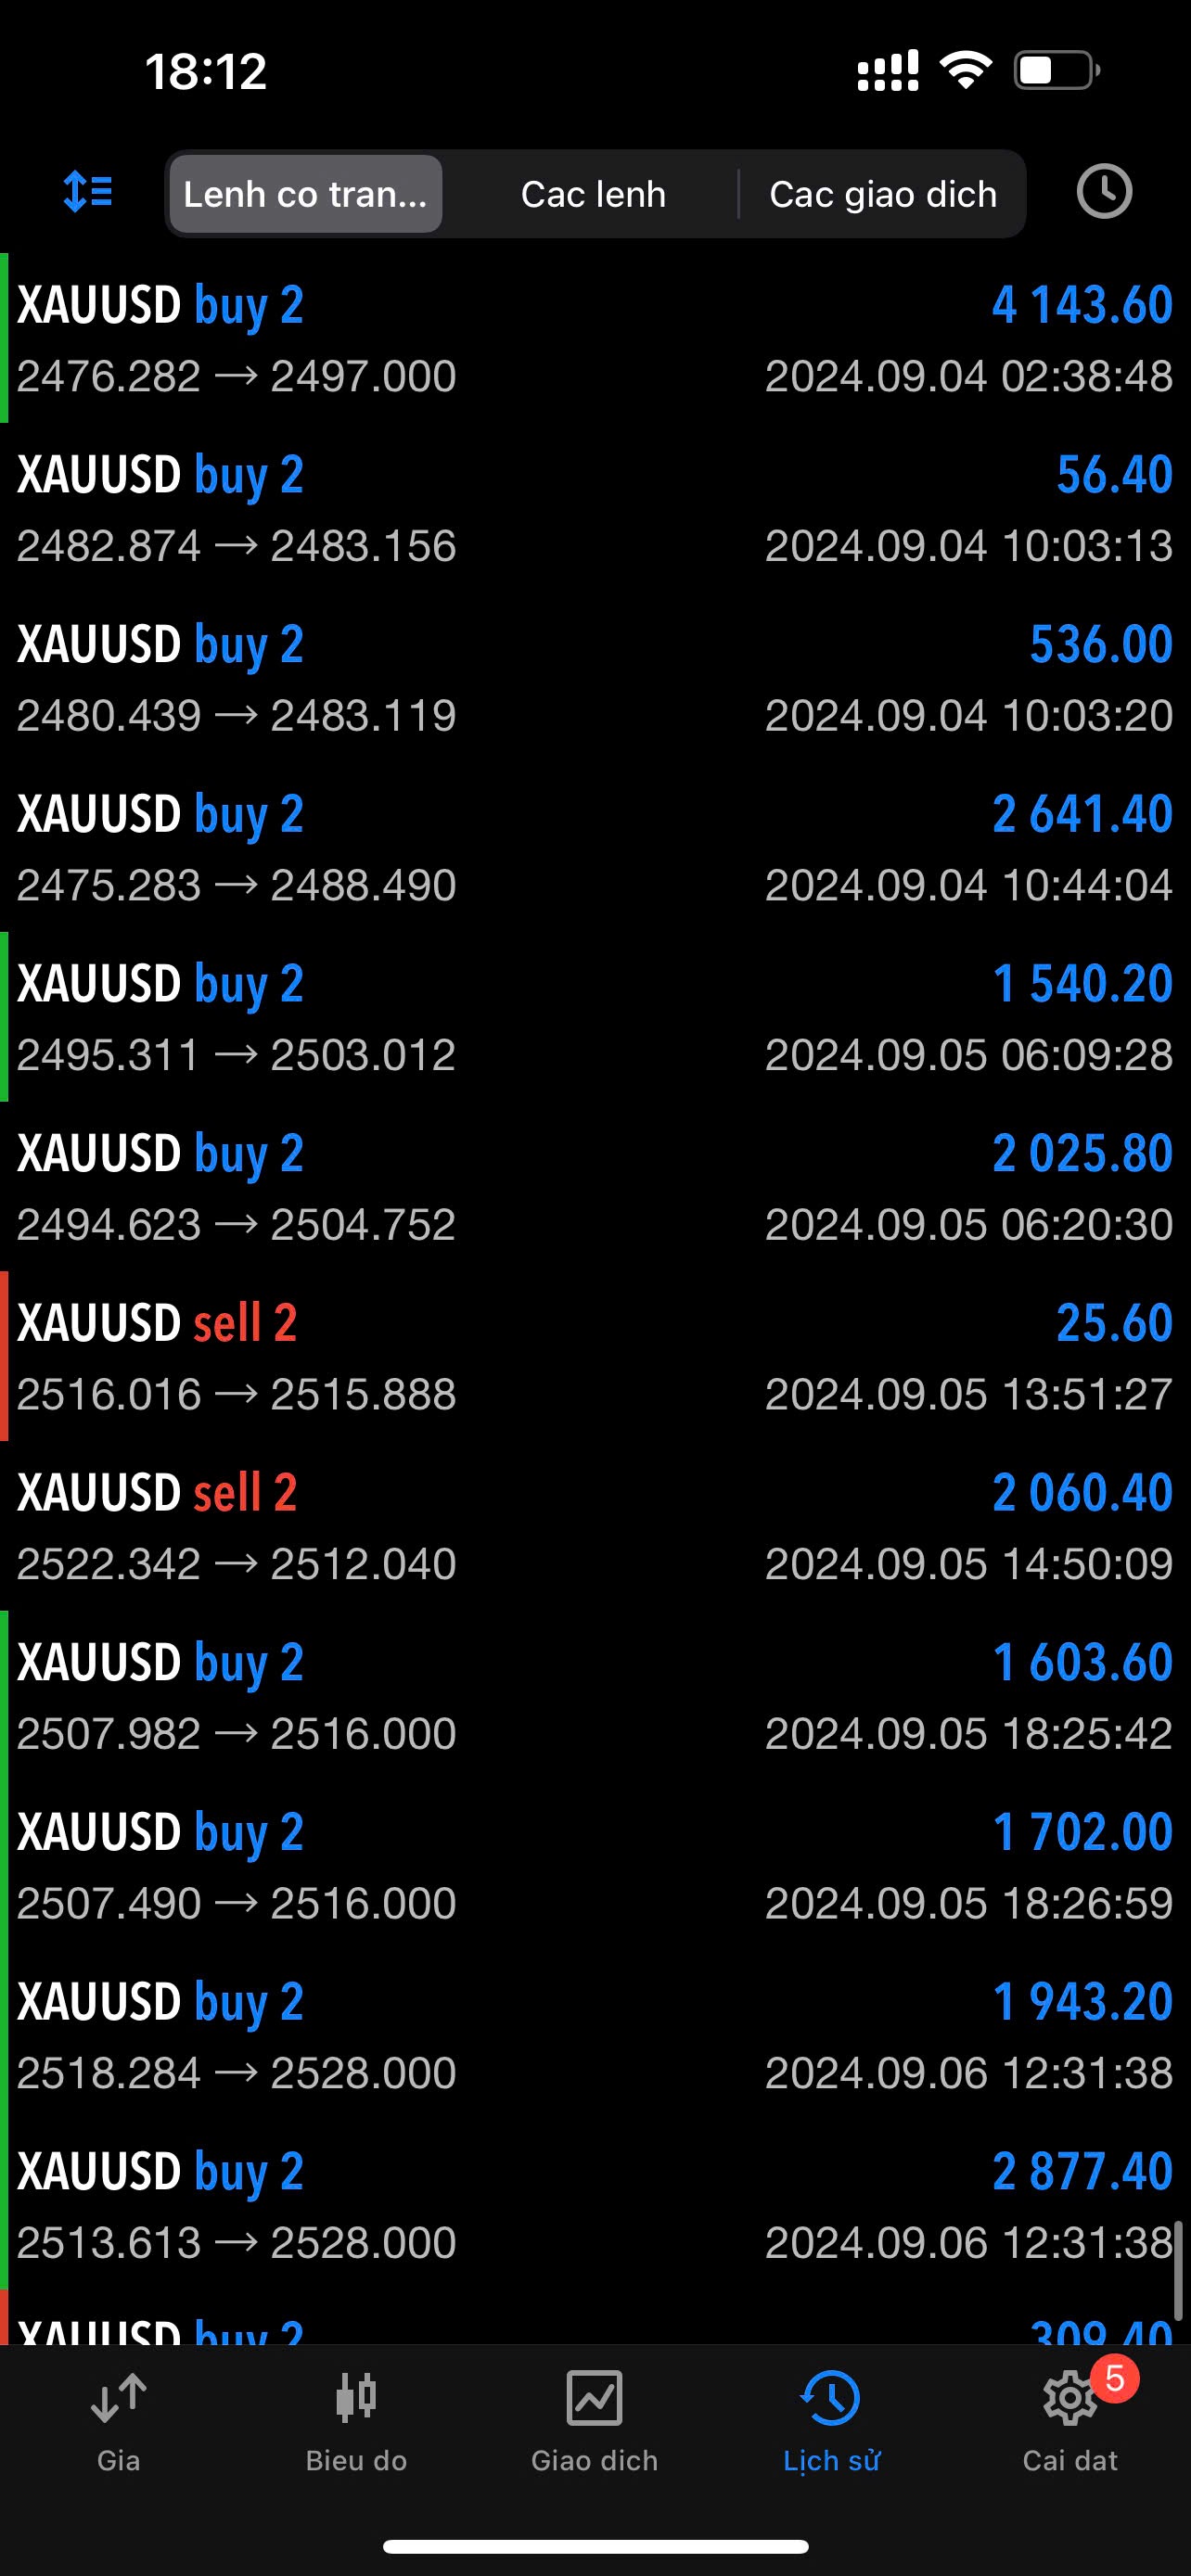 18:12
Lenh co tran... Cac lenh Cac giao dich
XAUUSD buy 2 4 143.60
2476.282 → 2497.000 2024.09.04 02:38:48
XAUUSD buy 2 56.40
2482.874 → 2483.156 2024.09.04 10:03:13
XAUUSD buy 2 536.00
2480.439 → 2483.119 2024.09.04 10:03:20
XAUUSD buy 2 2 641.40
2475.283 → 2488.490 2024.09.04 10:44:04
XAUUSD buy 2 1 540.20
2495.311 → 2503.012 2024.09.05 06:09:28
XAUUSD buy 2 2 025.80
2494.623 → 2504.752 2024.09.05 06:20:30
XAUUSD sell 2 25.60
2516.016 → 2515.888 2024.09.05 13:51:27
XAUUSD sell 2 2 060.40
2522.342 → 2512.040 2024.09.05 14:50:09
XAUUSD buy 2 1 603.60
2507.982 → 2516.000 2024.09.05 18:25:42
XAUUSD buy 2 1 702.00
2507.490 → 2516.000 2024.09.05 18:26:59
XAUUSD buy 2 1 943.20
2518.284 → 2528.000 2024.09.06 12:31:38
XAUUSD buy 2 2 877.40
2513.613 → 2528.000 2024.09.06 12:31:38
XAUUSD buy 2 309.40
5
Gia Bieu do Giao dich Lịch sử Cai dat